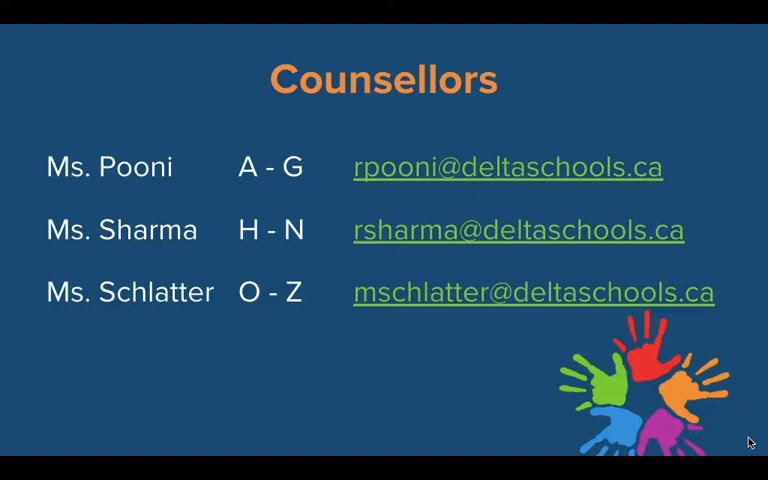 Counsellors
Ms. Pooni A - G rpooni@deltaschools.ca
Ms. Sharma H - N rsharma@deltaschools.ca
Ms. Schlatter O - Z mschlatter@deltaschools.ca